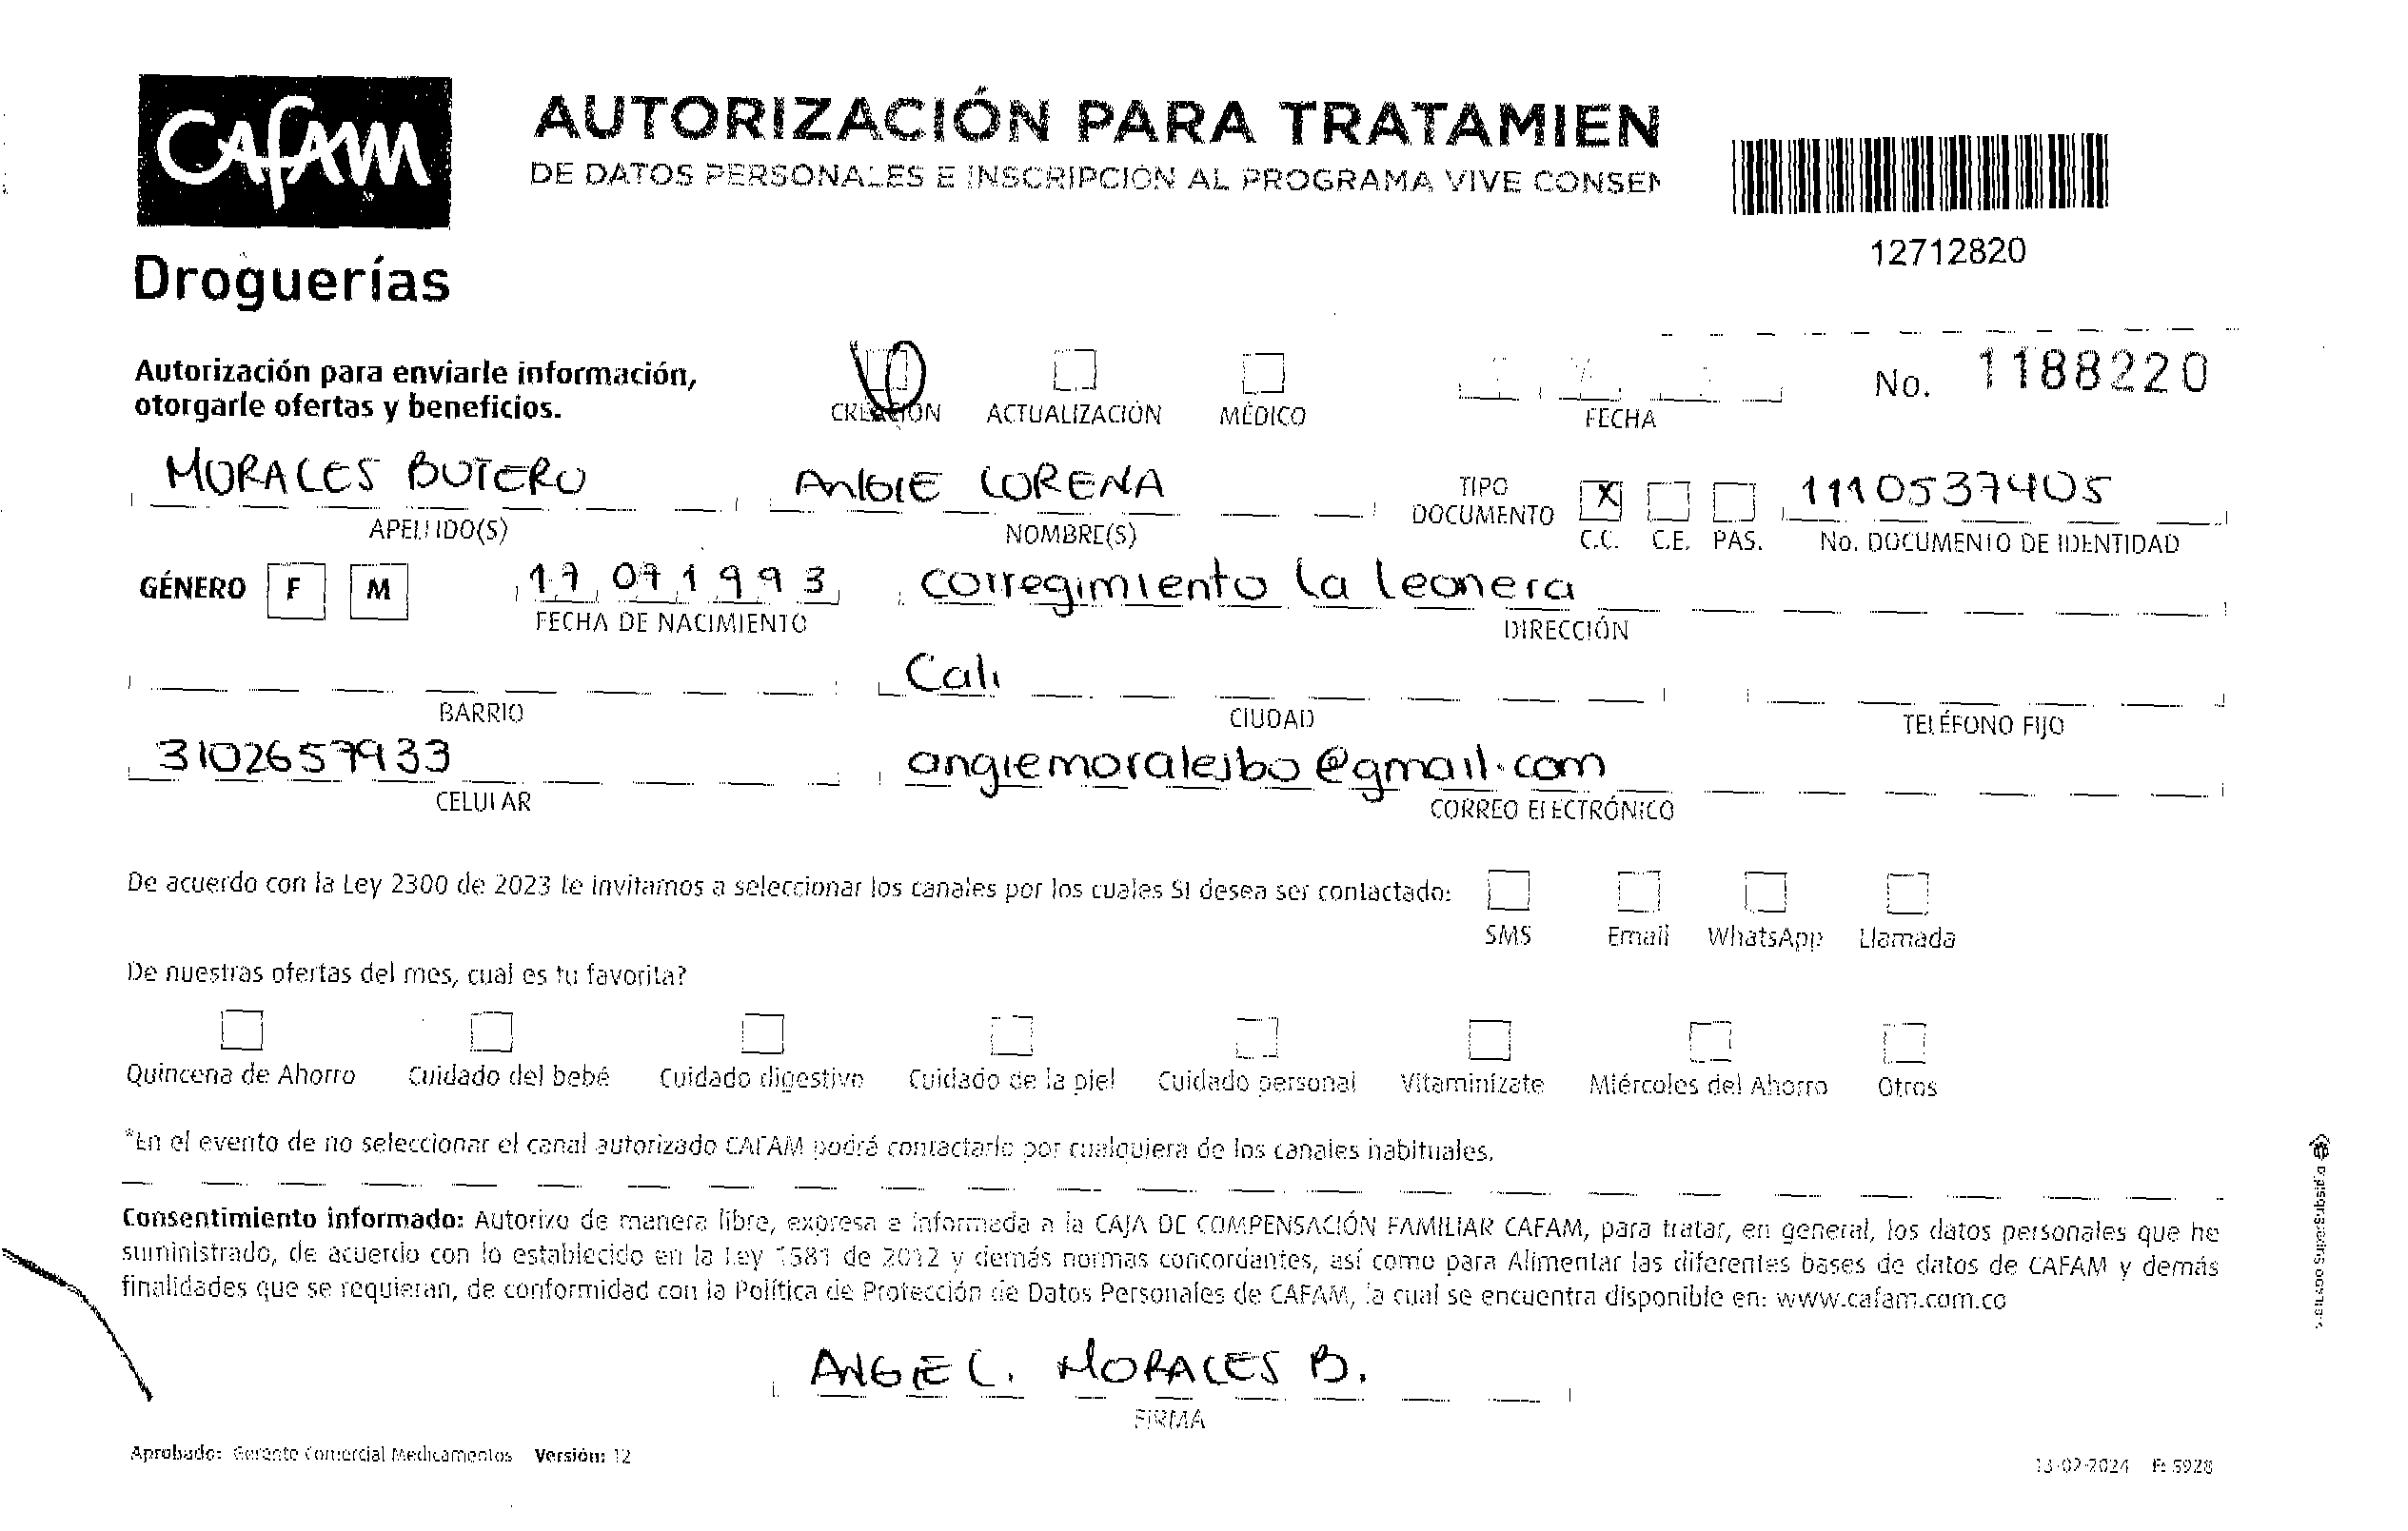 CAFAM
Droguerías
AUTORIZACIÓN PARA TRATAMIEN
DE DATOS PERSONALES E INSCRIPCIÓN AL PROGRAMA VIVE CONSEN
12712820
Autorización para enviarle información,
otorgarle ofertas y beneficios.
CREACIÓN ACTUALIZACIÓN MÉDICO
FECHA
No. 1188220
MORALES BOTERO ANGIE LORENA TIPO DOCUMENTO X 1110537405
APELLIDO(S) NOMBRE(S) C.C. C.E. PAS. No. DOCUMENTO DE IDENTIDAD
GÉNERO F M 17 07 1993 corregimiento la leonera
FECHA DE NACIMIENTO DIRECCIÓN
Cali
BARRIO CIUDAD TELÉFONO FIJO
3102657933 angiemoralesbo@gmail.com
CELULAR CORREO ELECTRÓNICO
De acuerdo con la Ley 2300 de 2023 te invitamos a seleccionar los canales por los cuales SI desea ser contactado:
SMS Email WhatsApp Llamada
De nuestras ofertas del mes, cual es tu favorita?
Quincena de Ahorro Cuidado del bebé Cuidado digestivo Cuidado de la piel Cuidado personal Vitaminízate Miércoles del Ahorro Otros
*En el evento de no seleccionar el canal autorizado CAFAM podrá contactarlo por cualquiera de los canales habituales.
Consentimiento informado: Autorizo de manera libre, expresa e informada a la CAJA DE COMPENSACIÓN FAMILIAR CAFAM, para tratar, en general, los datos personales que he
suministrado, de acuerdo con lo establecido en la Ley 1581 de 2012 y demás normas concordantes, así como para Alimentar las diferentes bases de datos de CAFAM y demás
finalidades que se requieran, de conformidad con la Política de Protección de Datos Personales de CAFAM, la cual se encuentra disponible en: www.cafam.com.co
ANGIE L. MORALES B.
FIRMA
Aprobado: Gerente Comercial Medicamentos Versión: 12
13-02-2024 F: 5928
VIGILADO SuperSubsidio